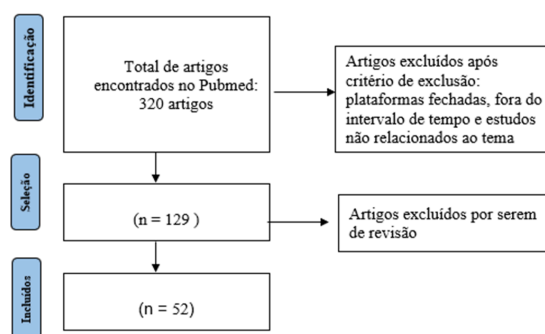 Identificação
Total de artigos
encontrados no Pubmed:
320 artigos
Artigos excluídos após
critério de exclusão:
plataformas fechadas, fora do
intervalo de tempo e estudos
não relacionados ao tema
Seleção
(n = 129 )
Artigos excluídos por serem
de revisão
Incluídos
(n = 52)